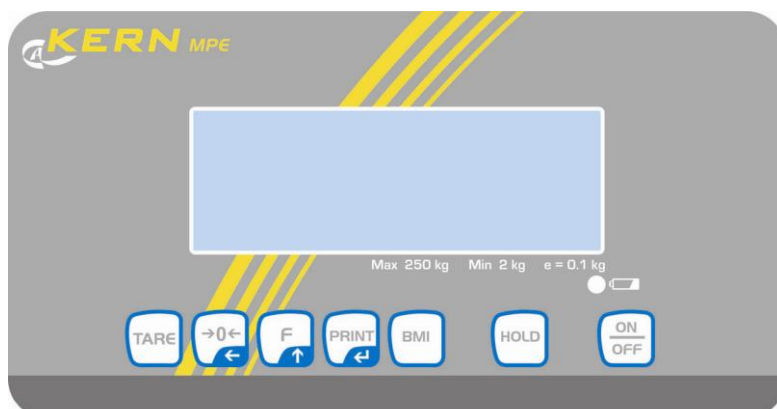 KERN MPE
Max 250 kg Min 2 kg e = 0.1 kg
TARE →0← F PRINT BMI HOLD ON
OFF